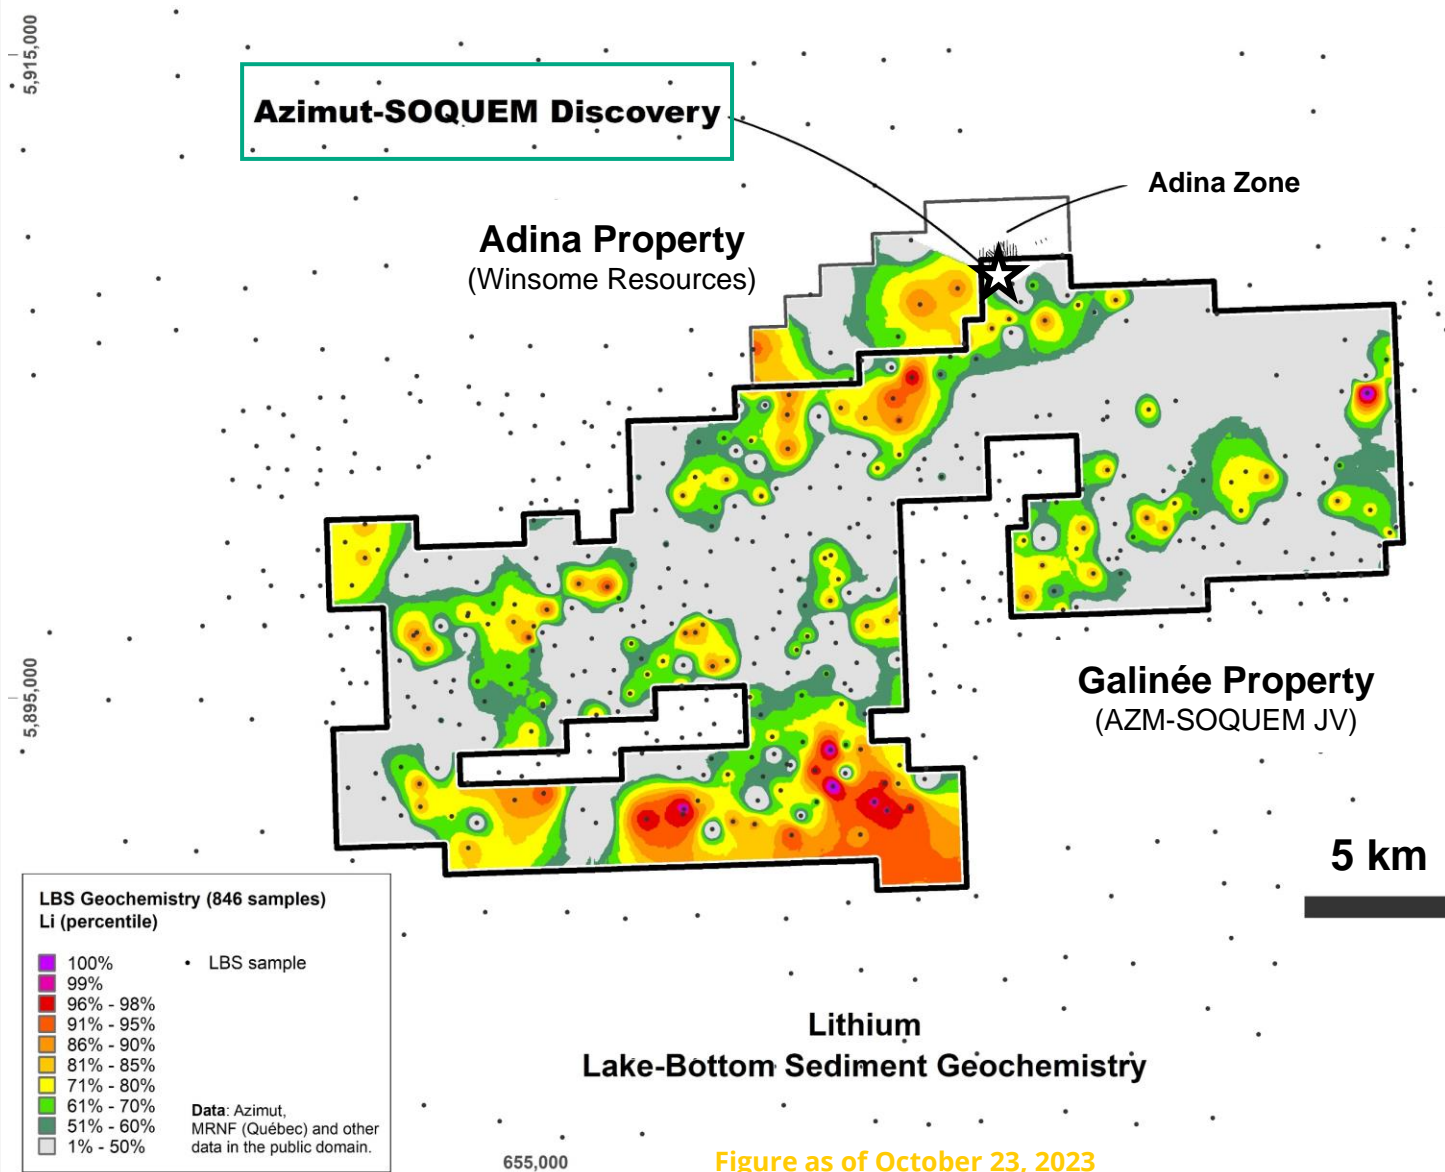 5,915,000
Azimut-SOQUEM Discovery
Adina Zone
Adina Property
(Winsome Resources)
5,895,000
Galinée Property
(AZM-SOQUEM JV)
5 km
LBS Geochemistry (846 samples)
Li (percentile)
100%
LBS sample
99%
96% - 98%
91% - 95%
86% - 90%
81% - 85%
71% - 80%
61% - 70%
51% - 60%
1% - 50%
Data: Azimut,
MRNF (Québec) and other
data in the public domain.
Lithium
Lake-Bottom Sediment Geochemistry
655,000
Figure as of October 23, 2023